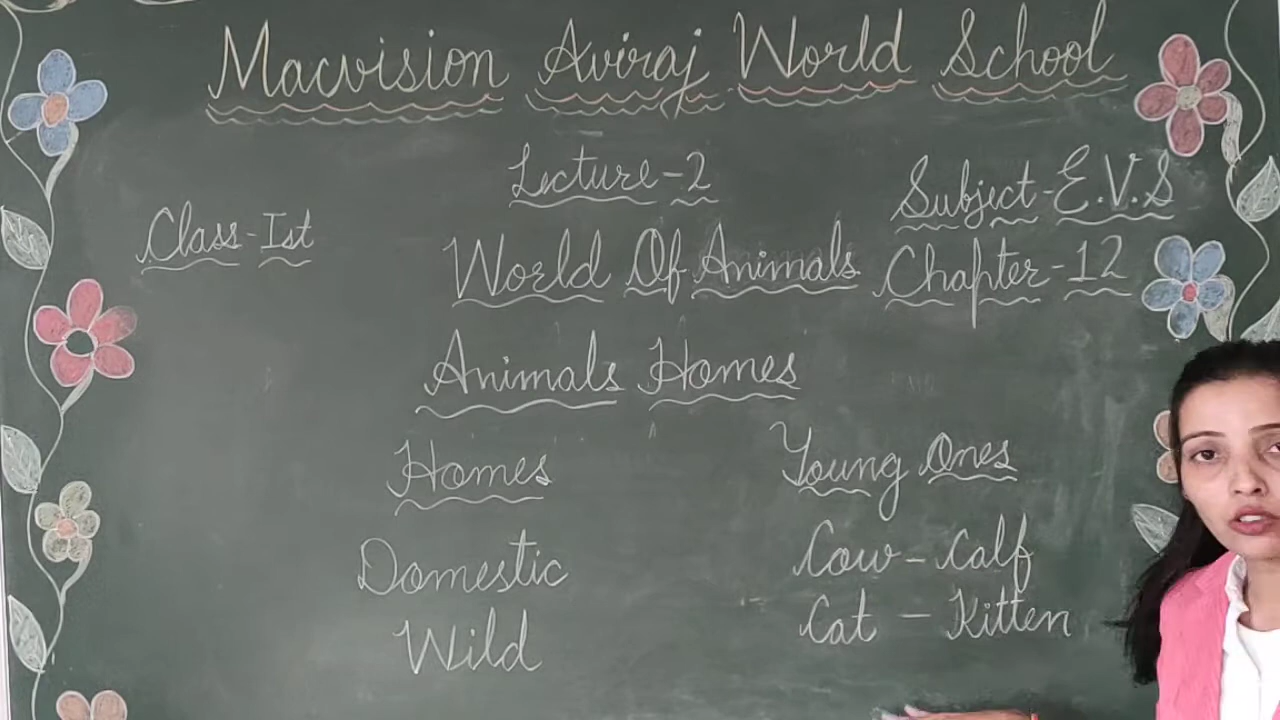 Macvision Aviraj World School
Lecture-2
Subject-E.V.S
Class-Ist
World Of Animals
Chapter-12
Animals Homes
Homes
Young Ones
Domestic
Cow-Calf
Wild
Cat - Kitten